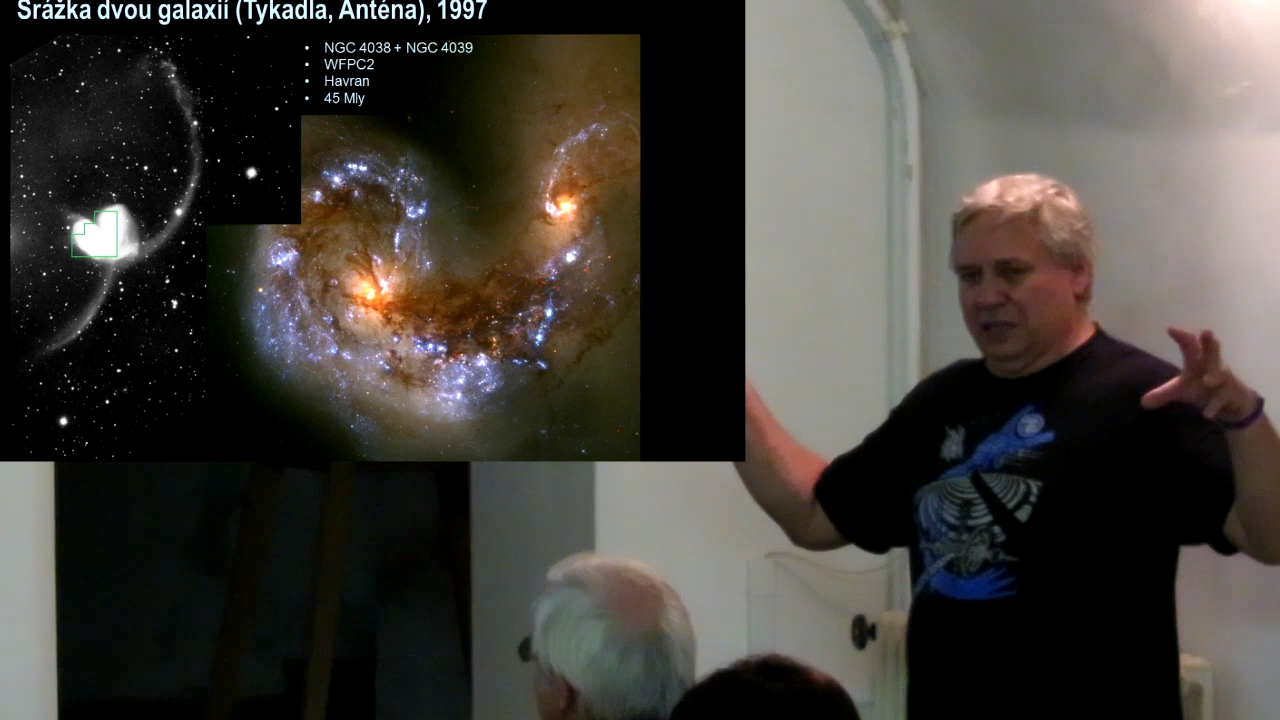 Srážka dvou galaxií (Tykadla, Anténa), 1997
• NGC 4038 + NGC 4039
• WFPC2
• Havran
• 45 Mly